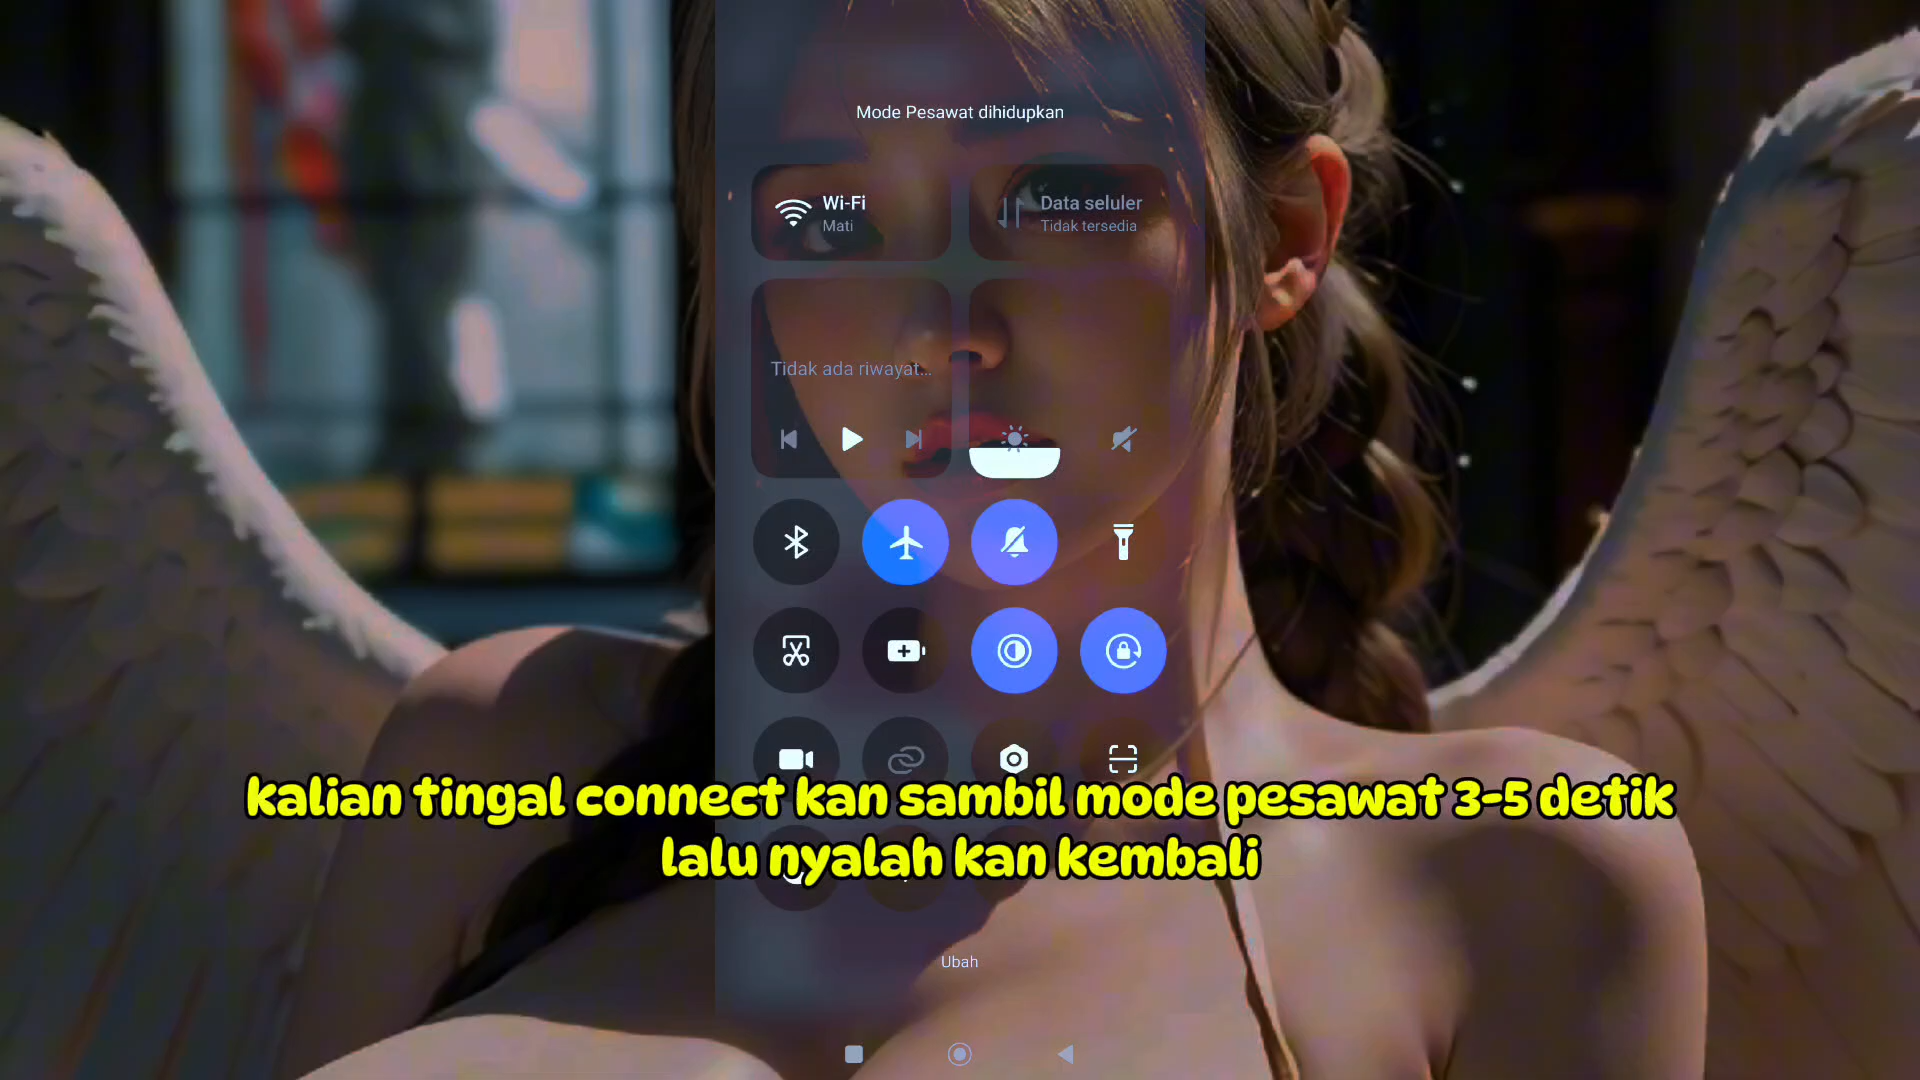 Mode Pesawat dihidupkan
Wi-Fi
Mati
Data seluler
Tidak tersedia
Tidak ada riwayat...
kalian tingal connect kan sambil mode pesawat 3-5 detik
lalu nyalah kan kembali
Ubah